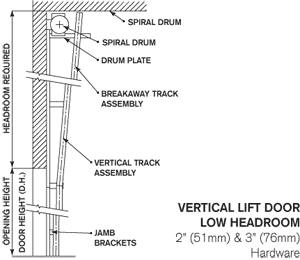 SPIRAL DRUM
SPIRAL DRUM
DRUM PLATE
BREAKAWAY TRACK
ASSEMBLY
VERTICAL TRACK
ASSEMBLY
JAMB
BRACKETS
HEADROOM REQUIRED
OPENING HEIGHT
DOOR HEIGHT (D.H.)
VERTICAL LIFT DOOR
LOW HEADROOM
2" (51mm) & 3" (76mm)
Hardware